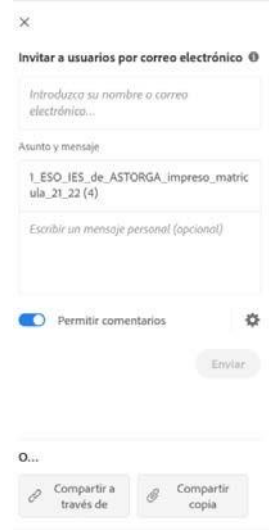 Invitar a usuarios por correo electrónico
Introduzca su nombre o correo
electrónico...
Asunto y mensaje
1_ESO_IES_de_ASTORGA_impreso_matric
ula_21_22 (4)
Escribir un mensaje personal (opcional)
Permitir comentarios
Enviar
O...
Compartir a
través de
Compartir
copia